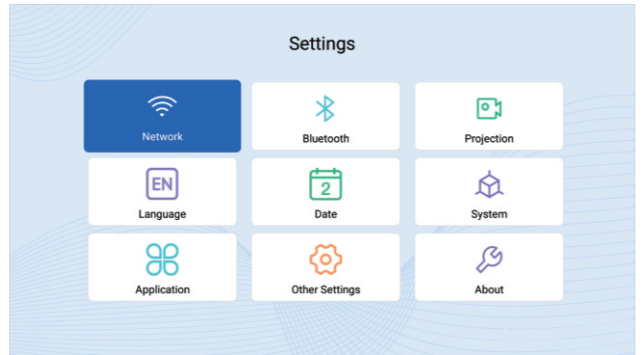 Settings
Network
Bluetooth
Projection
EN
2
Language
Date
System
Application
Other Settings
About